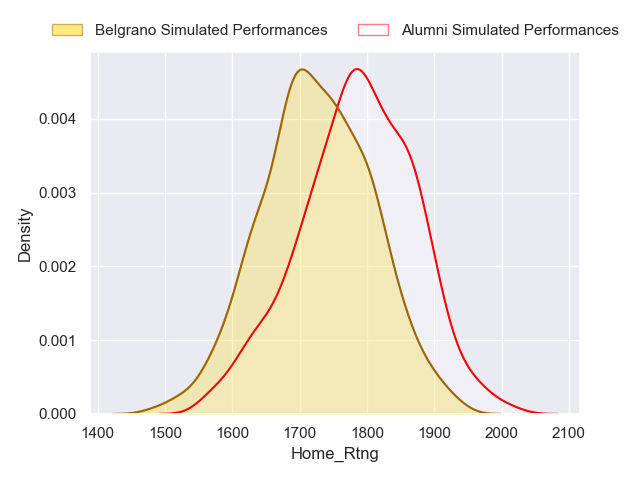 Belgrano Simulated Performances
Alumni Simulated Performances
Density
0.004
0.003
0.002
0.001
0.000
1400 1500 1600 1700 1800 1900 2000 2100
Home_Rtng